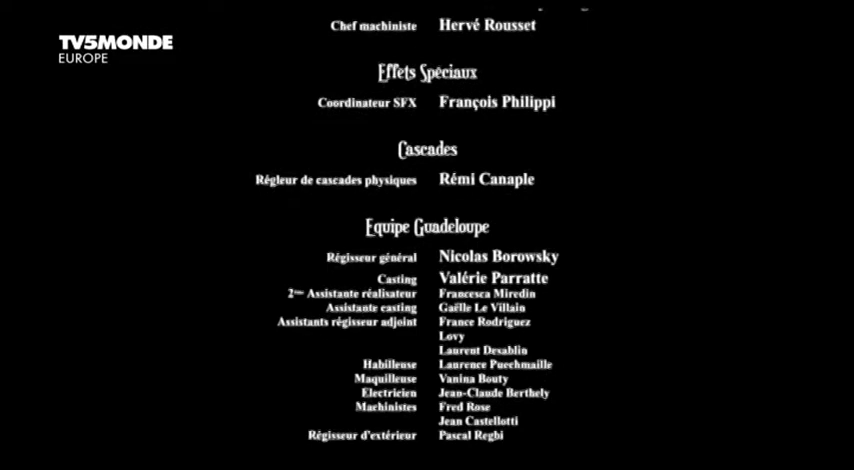 TV5MONDE
EUROPE
Chef machiniste Hervé Rousset
Effets Spéciaux
Coordinateur SFX François Philippi
Cascades
Régleur de cascades physiques Rémi Canaple
Equipe Guadeloupe
Régisseur général Nicolas Borowsky
Casting Valérie Parratte
2ème Assistante réalisateur Francesca Miredin
Assistante casting Gaëlle Le Villain
Assistants régisseur adjoint France Rodriguez
Lovy
Laurent Desablin
Habilleuse Laurence Puechmaille
Maquilleuse Vanina Bouty
Electricien Jean-Claude Berthely
Machinistes Fred Rose
Jean Castellotti
Régisseur d'extérieur Pascal Regbi